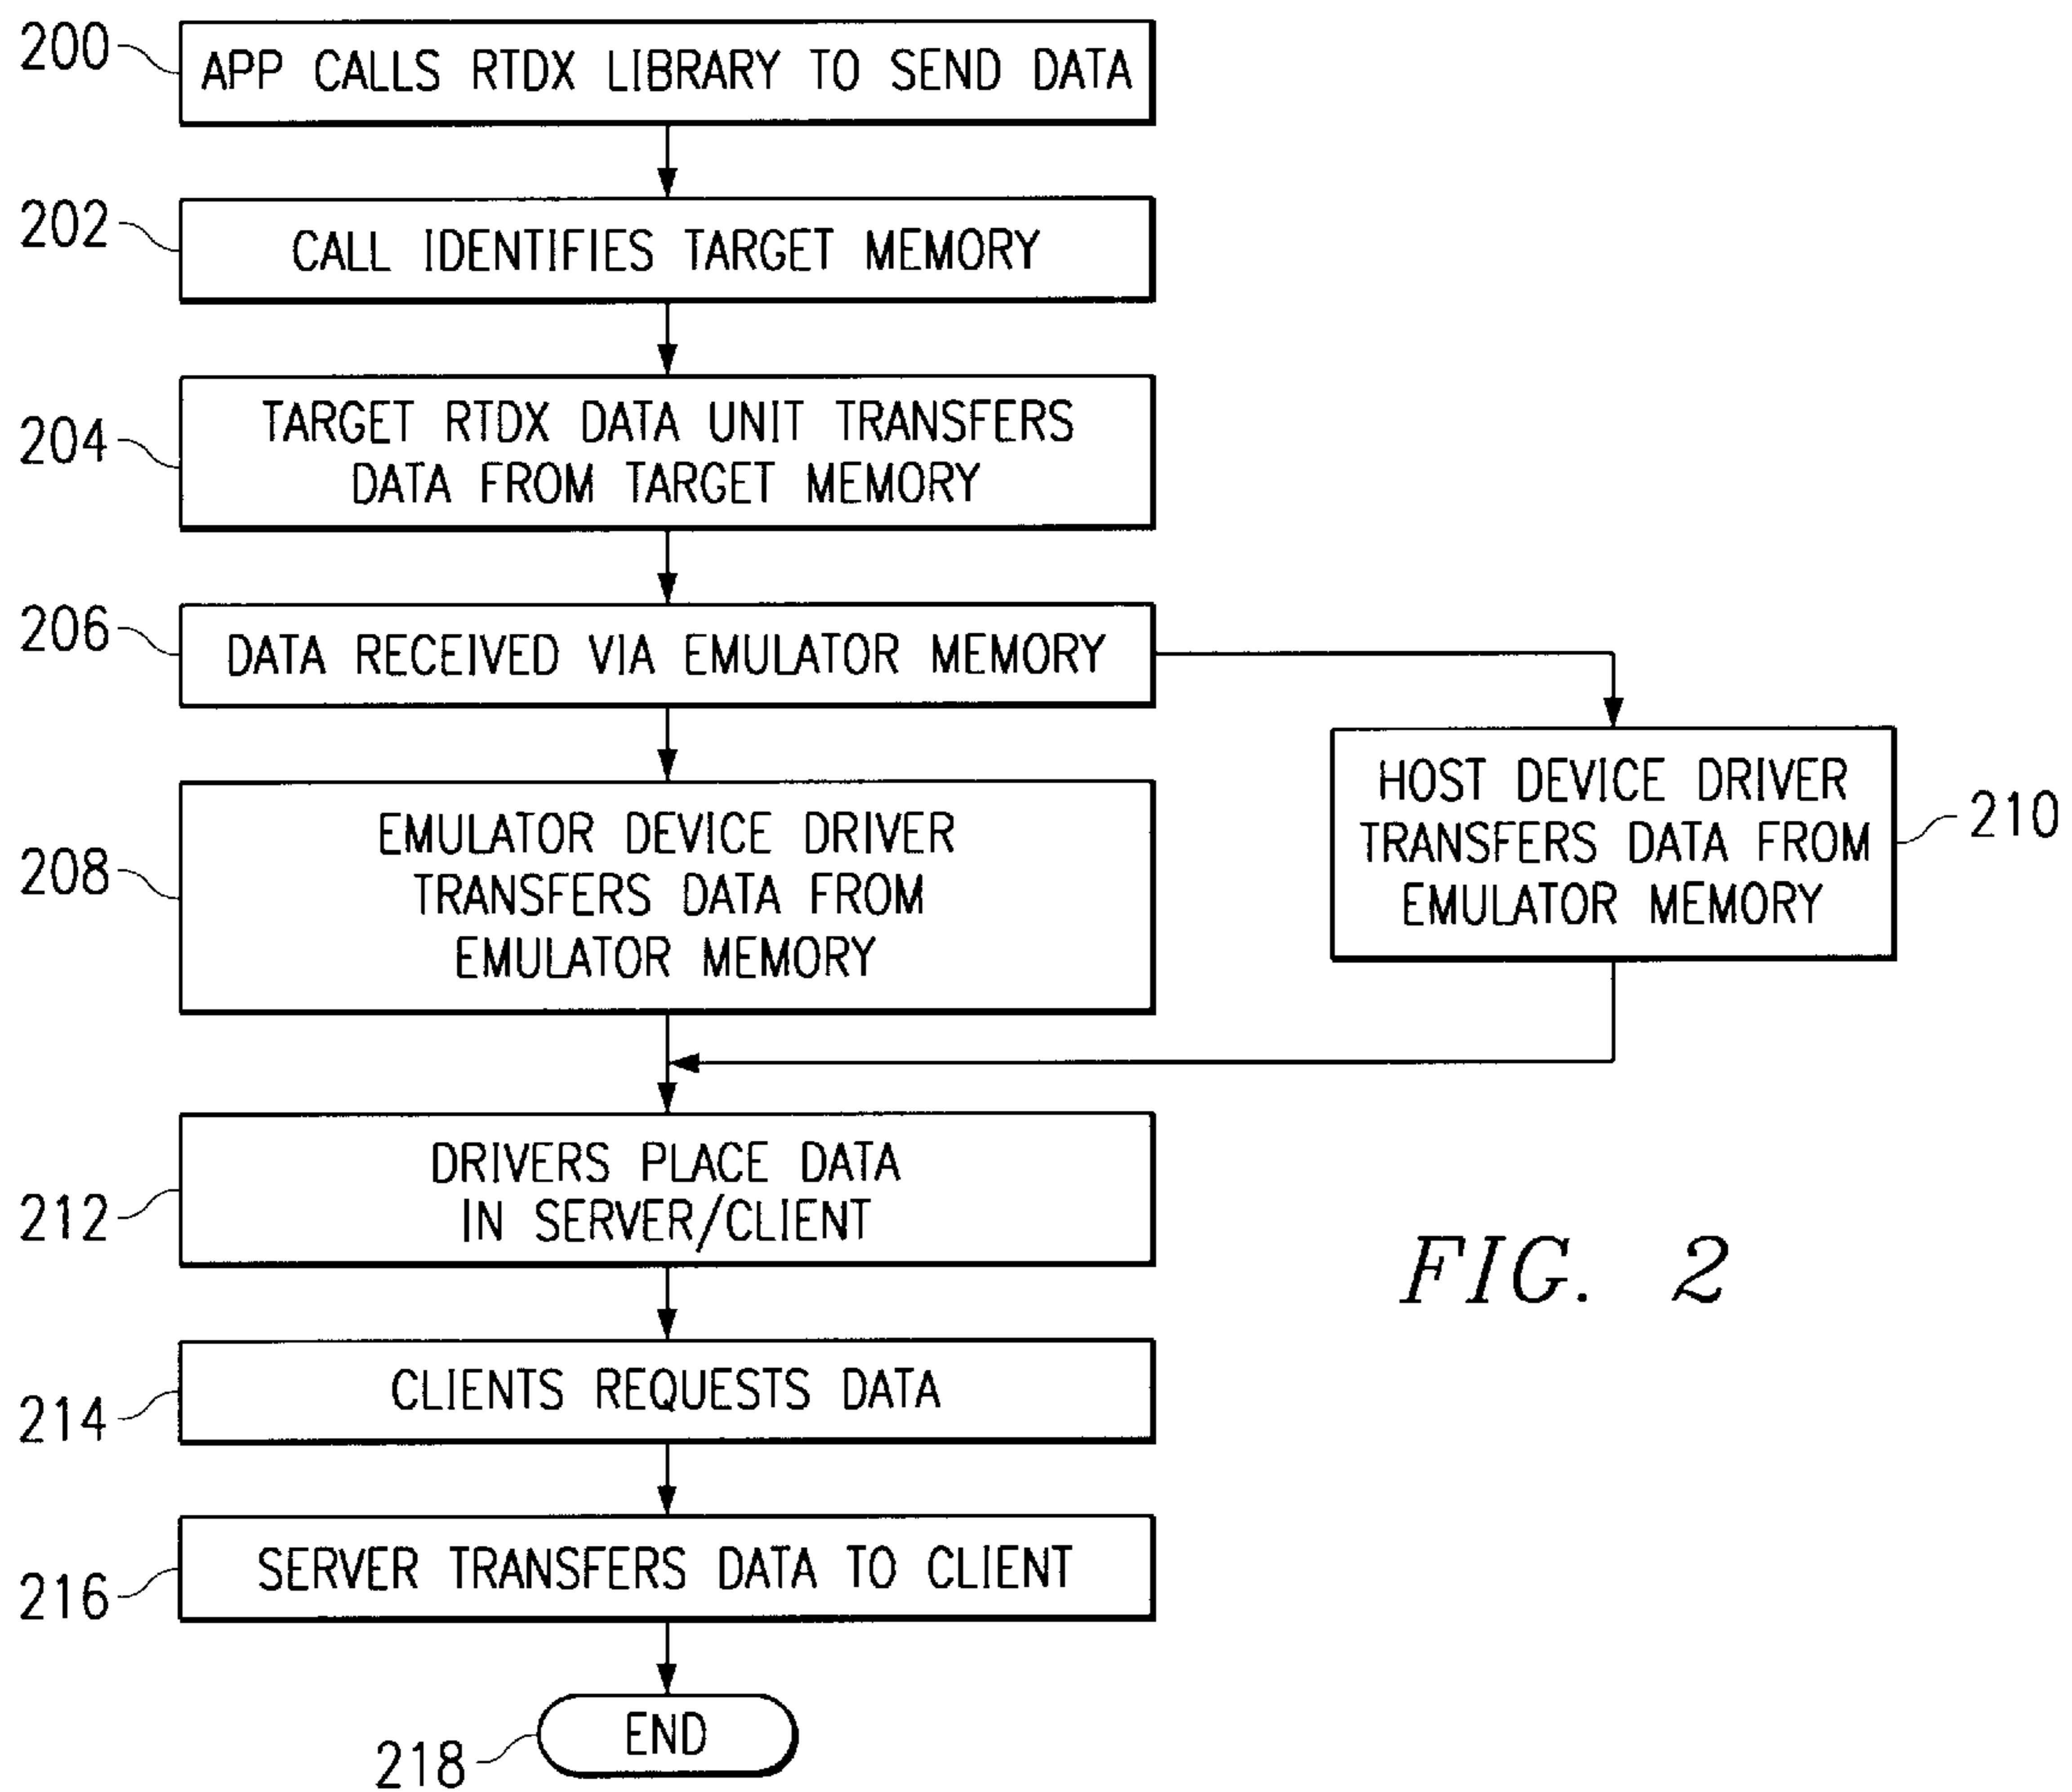 200
APP CALLS RTDX LIBRARY TO SEND DATA
202
CALL IDENTIFIES TARGET MEMORY
204
TARGET RTDX DATA UNIT TRANSFERS
DATA FROM TARGET MEMORY
206
DATA RECEIVED VIA EMULATOR MEMORY
208
EMULATOR DEVICE DRIVER
TRANSFERS DATA FROM
EMULATOR MEMORY
HOST DEVICE DRIVER
TRANSFERS DATA FROM
EMULATOR MEMORY
210
212
DRIVERS PLACE DATA
IN SERVER/CLIENT
FIG. 2
214
CLIENTS REQUESTS DATA
216
SERVER TRANSFERS DATA TO CLIENT
218
END